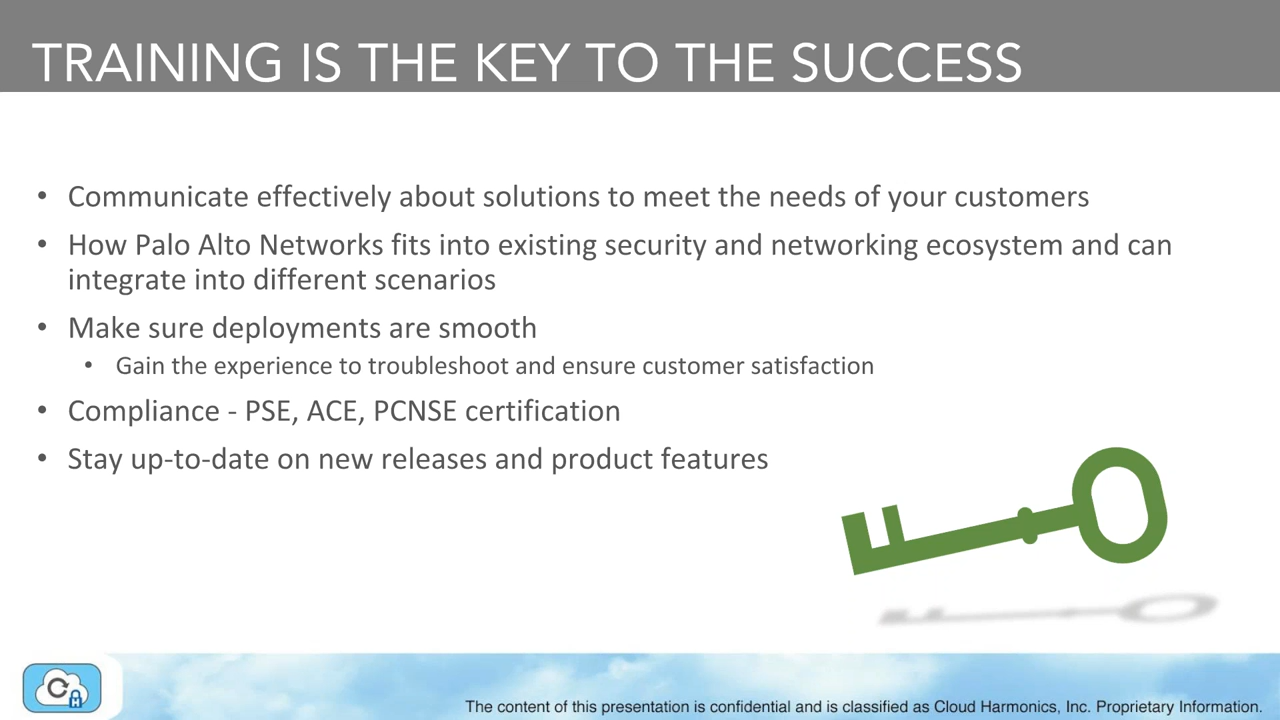 TRAINING IS THE KEY TO THE SUCCESS
• Communicate effectively about solutions to meet the needs of your customers
• How Palo Alto Networks fits into existing security and networking ecosystem and can
integrate into different scenarios
• Make sure deployments are smooth
• Gain the experience to troubleshoot and ensure customer satisfaction
• Compliance - PSE, ACE, PCNSE certification
• Stay up-to-date on new releases and product features
H
The content of this presentation is confidential and is classified as Cloud Harmonics, Inc. Proprietary Information.